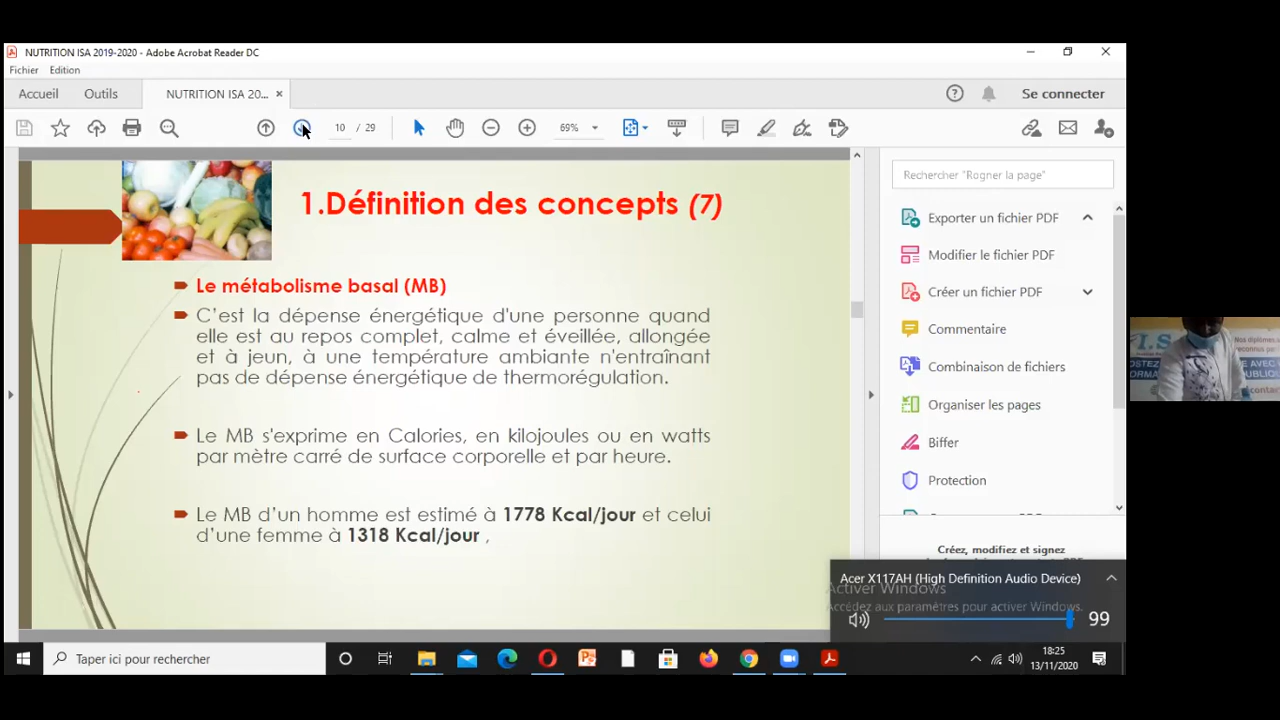 NUTRITION ISA 2019-2020 - Adobe Acrobat Reader DC
Fichier Edition
Accueil Outils NUTRITION ISA 20... × Se connecter
10 / 29 69%
1.Définition des concepts (7)
Le métabolisme basal (MB)
C’est la dépense énergétique d'une personne quand
elle est au repos complet, calme et éveillée, allongée
et à jeun, à une température ambiante n'entraînant
pas de dépense énergétique de thermorégulation.
Le MB s'exprime en Calories, en kilojoules ou en watts
par mètre carré de surface corporelle et par heure.
Le MB d’un homme est estimé à 1778 Kcal/jour et celui
d’une femme à 1318 Kcal/jour ,
Rechercher "Rogner la page"
Exporter un fichier PDF
Modifier le fichier PDF
Créer un fichier PDF
Commentaire
Combinaison de fichiers
Organiser les pages
Biffer
Protection
Créez, modifiez et signez
Acer X117AH (High Definition Audio Device)
Activer Windows
Accédez aux paramètres pour activer Windows.
99
Taper ici pour rechercher
18:25
13/11/2020
I.S
Nos diplômes